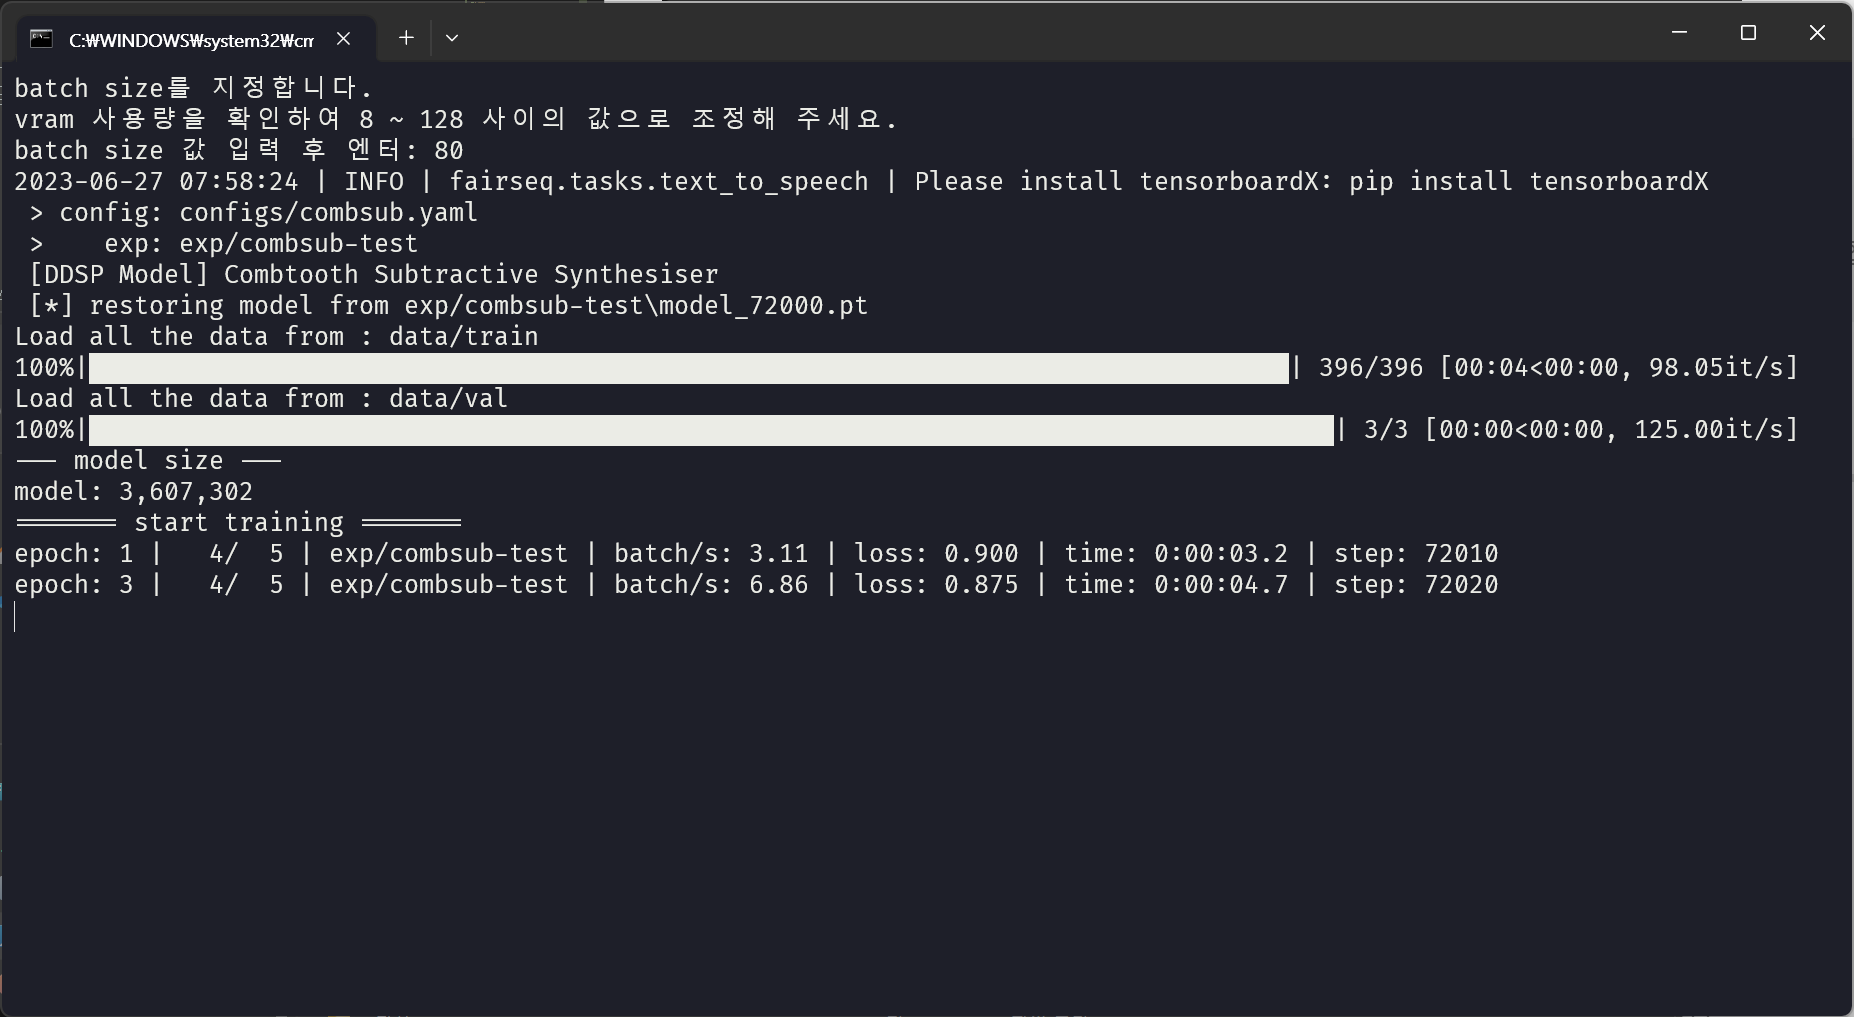 C:₩WINDOWS₩system32₩cm
batch size를 지정합니다.
vram 사용량을 확인하여 8 ~ 128 사이의 값으로 조정해 주세요.
batch size 값 입력 후 엔터: 80
2023-06-27 07:58:24 | INFO | fairseq.tasks.text_to_speech | Please install tensorboardX: pip install tensorboardX
 > config: configs/combsub.yaml
 >    exp: exp/combsub-test
 [DDSP Model] Combtooth Subtractive Synthesiser
 [*] restoring model from exp/combsub-test\model_72000.pt
Load all the data from : data/train
100%|                    | 396/396 [00:04<00:00, 98.05it/s]
Load all the data from : data/val
100%|                    | 3/3 [00:00<00:00, 125.00it/s]
--- model size ---
model: 3,607,302
======= start training =======
epoch: 1 |   4/  5 | exp/combsub-test | batch/s: 3.11 | loss: 0.900 | time: 0:00:03.2 | step: 72010
epoch: 3 |   4/  5 | exp/combsub-test | batch/s: 6.86 | loss: 0.875 | time: 0:00:04.7 | step: 72020